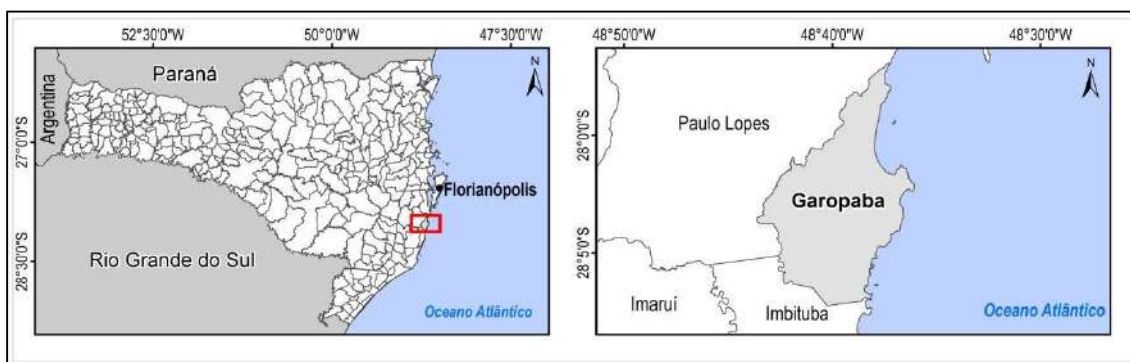 52°30'0"W 50°0'0"W 47°30'0"W
N
Paraná
Argentina
27°0'0"S
Florianópolis
28°30'0"S
Rio Grande do Sul
Oceano Atlântico
48°50'0"W 48°40'0"W 48°30'0"W
N
28°0'0"S
Paulo Lopes
Garopaba
28°5'0"S
Imaruí
Imbituba
Oceano Atlântico